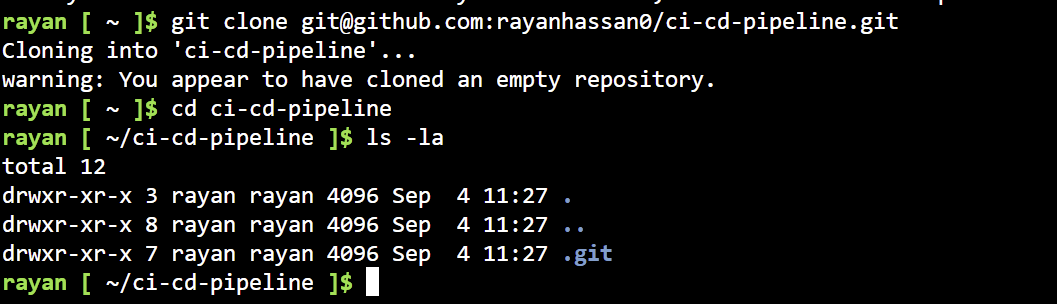 rayan [ ~ ]$ git clone git@github.com:rayanhassan0/ci-cd-pipeline.git
Cloning into 'ci-cd-pipeline'...
warning: You appear to have cloned an empty repository.
rayan [ ~ ]$ cd ci-cd-pipeline
rayan [ ~/ci-cd-pipeline ]$ ls -la
total 12
drwxr-xr-x 3 rayan rayan 4096 Sep  4 11:27 .
drwxr-xr-x 8 rayan rayan 4096 Sep  4 11:27 ..
drwxr-xr-x 7 rayan rayan 4096 Sep  4 11:27 .git
rayan [ ~/ci-cd-pipeline ]$